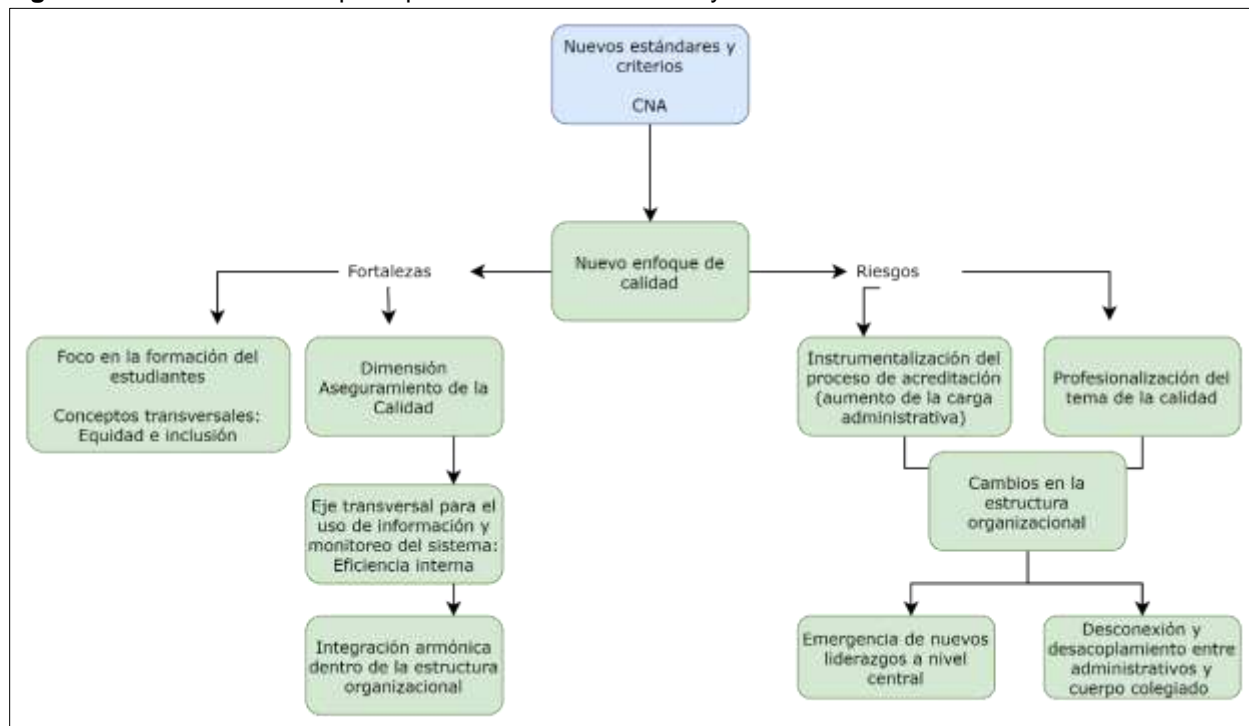 Nuevos estándares y
criterios
CNA
Nuevo enfoque de
calidad
Fortalezas
Riesgos
Foco en la formación del
estudiantes
Conceptos transversales:
Equidad e inclusión
Dimensión
Aseguramiento de la
Calidad
Instrumentalización del
proceso de acreditación
(aumento de la carga
administrativa)
Profesionalización del
tema de la calidad
Eje transversal para el
uso de información y
monitoreo del sistema:
Eficiencia interna
Cambios en la
estructura
organizacional
Integración armónica
dentro de la estructura
organizacional
Emergencia de nuevos
liderazgos a nivel
central
Desconexión y
desacoplamiento entre
administrativos y
cuerpo colegiado